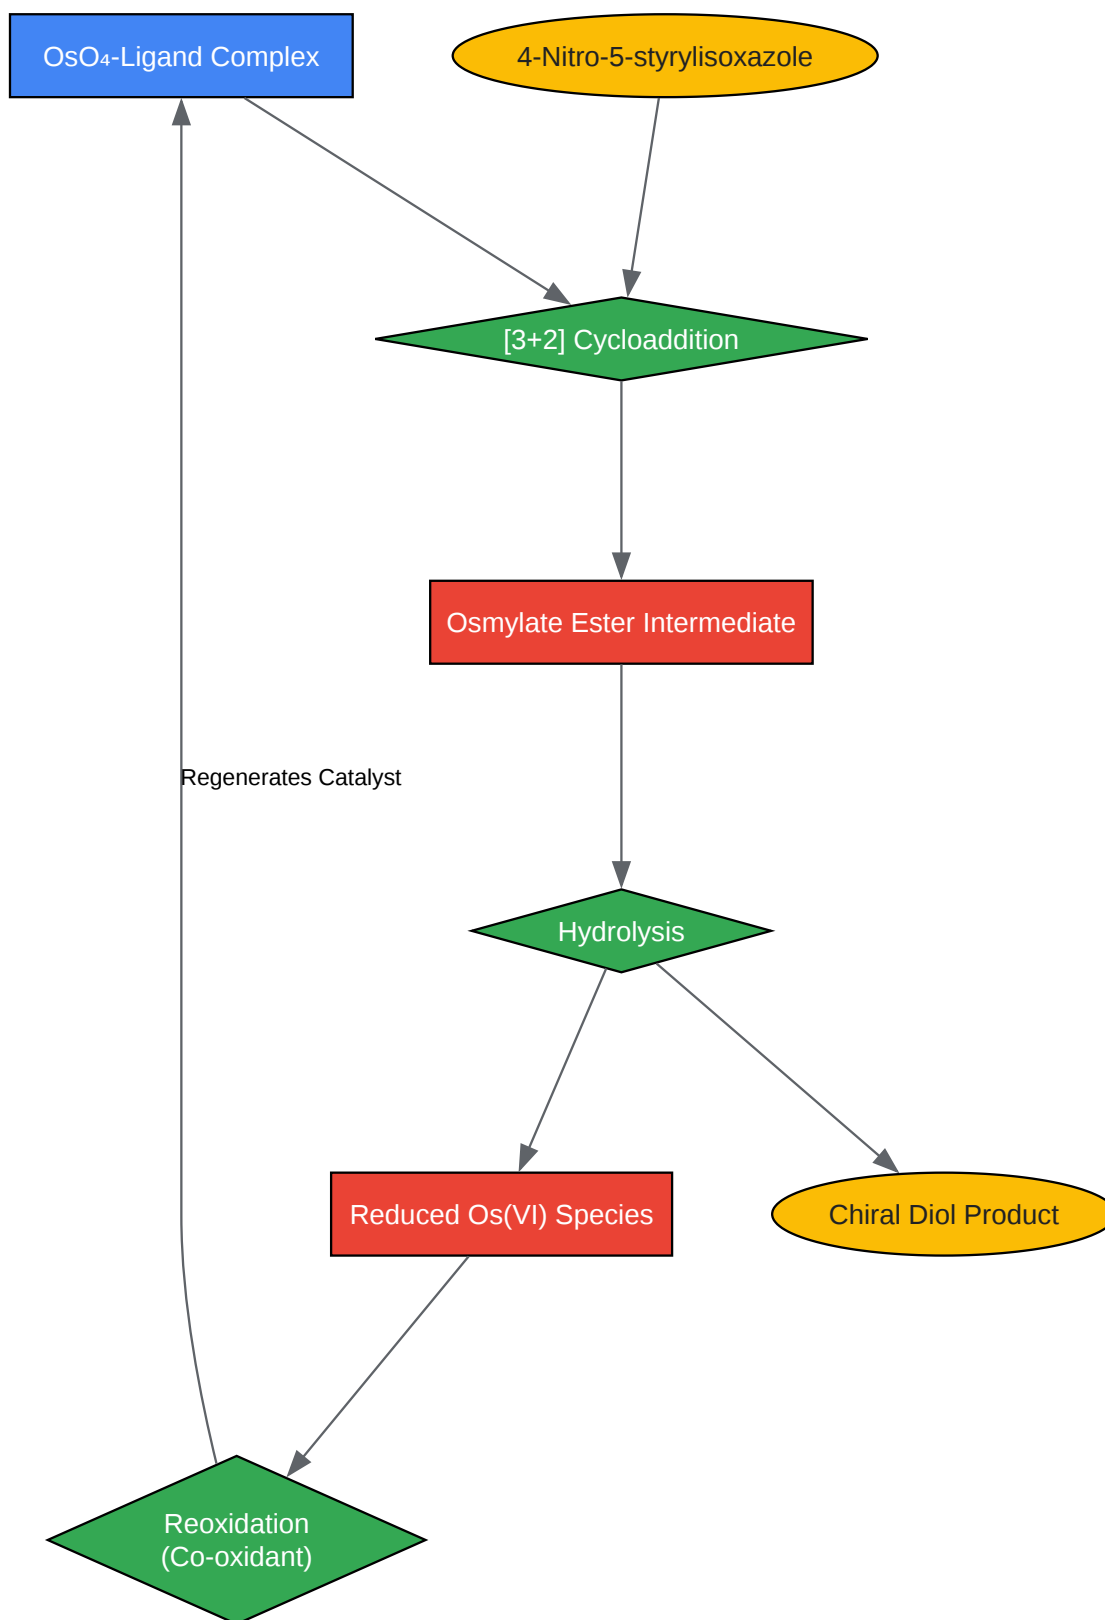 OsO₄-Ligand Complex
4-Nitro-5-styrylisoxazole
[3+2] Cycloaddition
Osmylate Ester Intermediate
Regenerates Catalyst
Hydrolysis
Reduced Os(VI) Species
Chiral Diol Product
Reoxidation
(Co-oxidant)